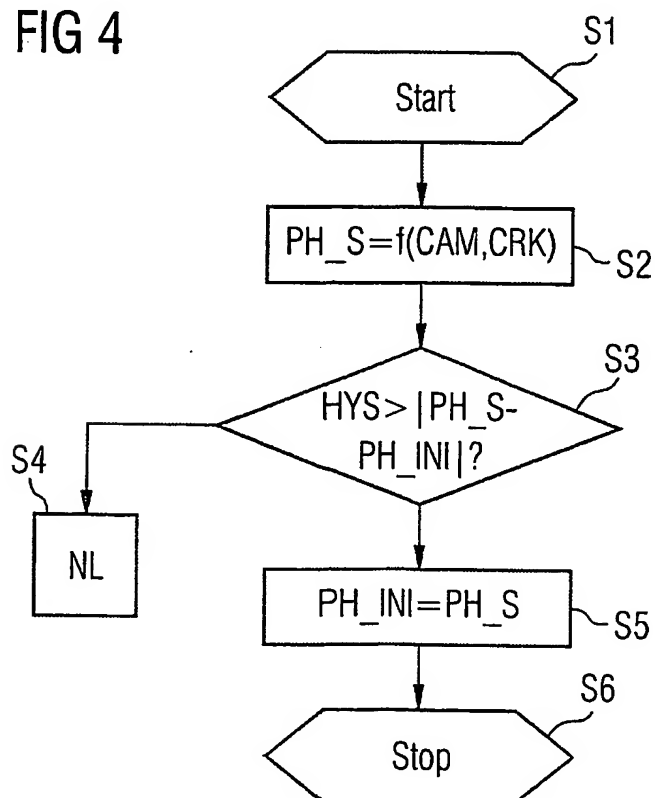 FIG 4
S1
Start
PH_S=f(CAM,CRK)
S2
S3
HYS>|PH_S-
PH_INI|?
S4
NL
PH_INI=PH_S
S5
S6
Stop